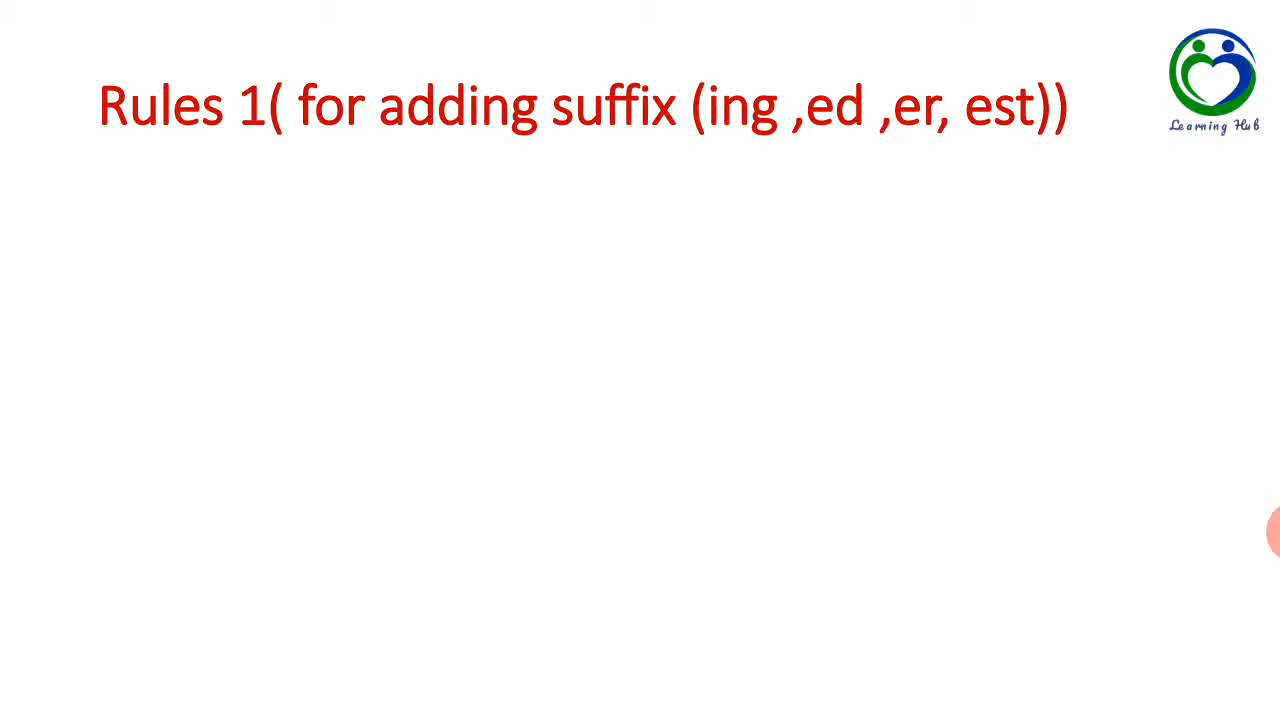 Rules 1( for adding suffix (ing ,ed ,er, est))
Learning Hub